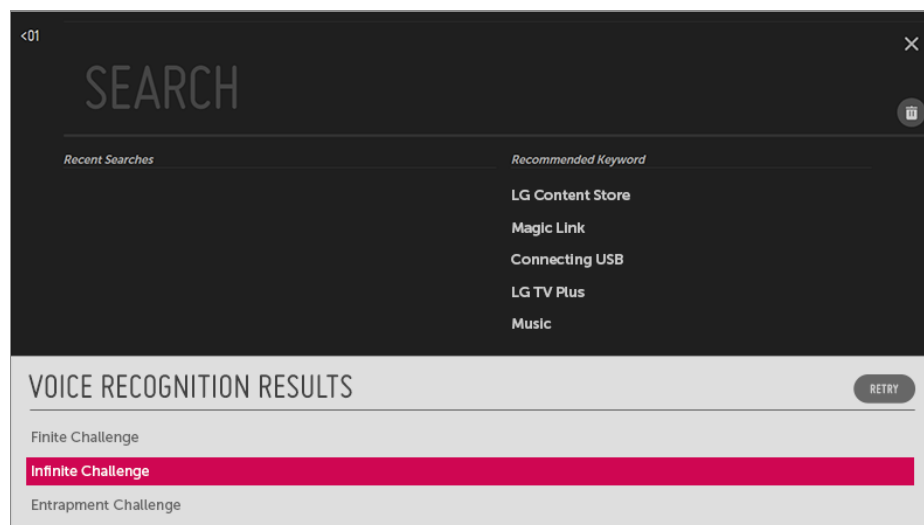 <01
SEARCH
Recent Searches
Recommended Keyword
LG Content Store
Magic Link
Connecting USB
LG TV Plus
Music
VOICE RECOGNITION RESULTS
RETRY
Finite Challenge
Infinite Challenge
Entrapment Challenge